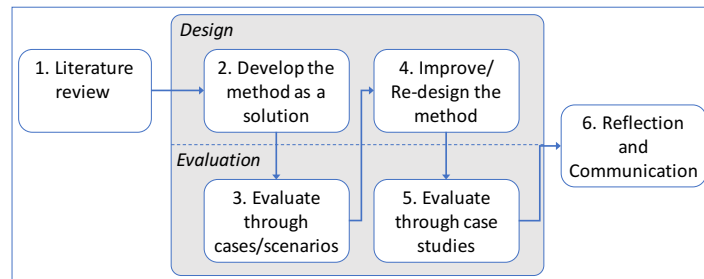 Design
1. Literature
review
2. Develop the
method as a
solution
4. Improve/
Re-design the
method
6. Reflection
and
Communication
Evaluation
3. Evaluate
through
cases/scenarios
5. Evaluate
through case
studies